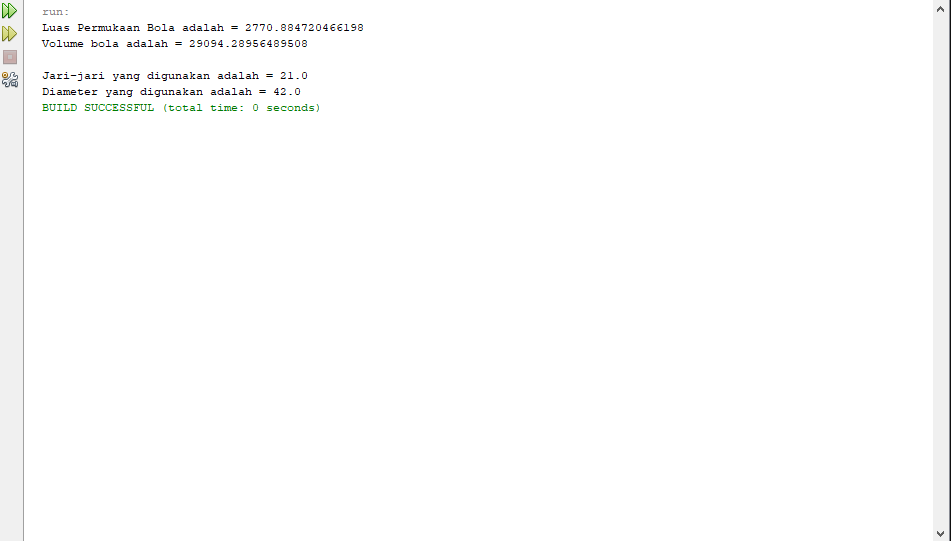 run:
Luas Permukaan Bola adalah = 2770.884720466198
Volume bola adalah = 29094.28956489508
Jari-jari yang digunakan adalah = 21.0
Diameter yang digunakan adalah = 42.0
BUILD SUCCESSFUL (total time: 0 seconds)